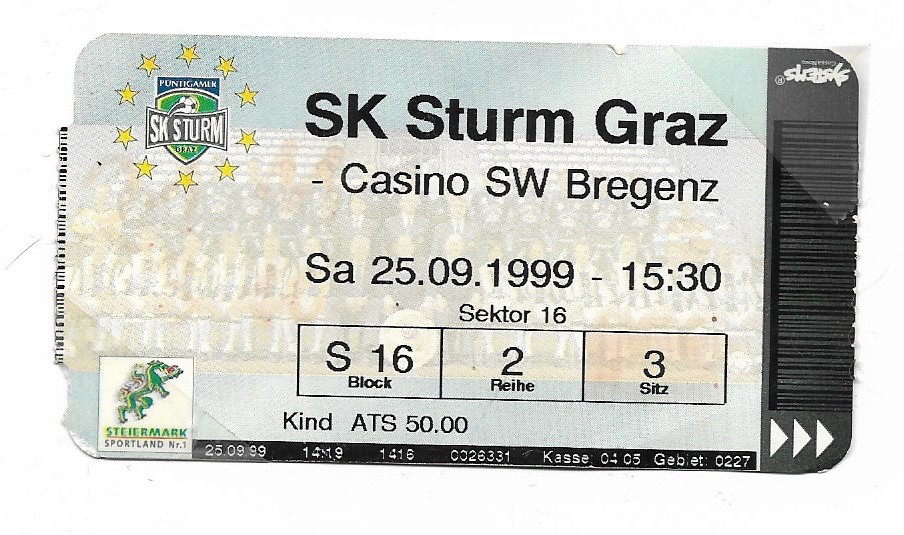 PUNTIGAMER
SK STURM
GRAZ
SK Sturm Graz
- Casino SW Bregenz
Sa 25.09.1999 - 15:30
Sektor 16
S 16 2 3
Block Reihe Sitz
Kind ATS 50.00
STEIERMARK
SPORTLAND Nr.1
25.09.99 14:19 1416 0026331 Kasse: 04 05 Gebiet: 0227